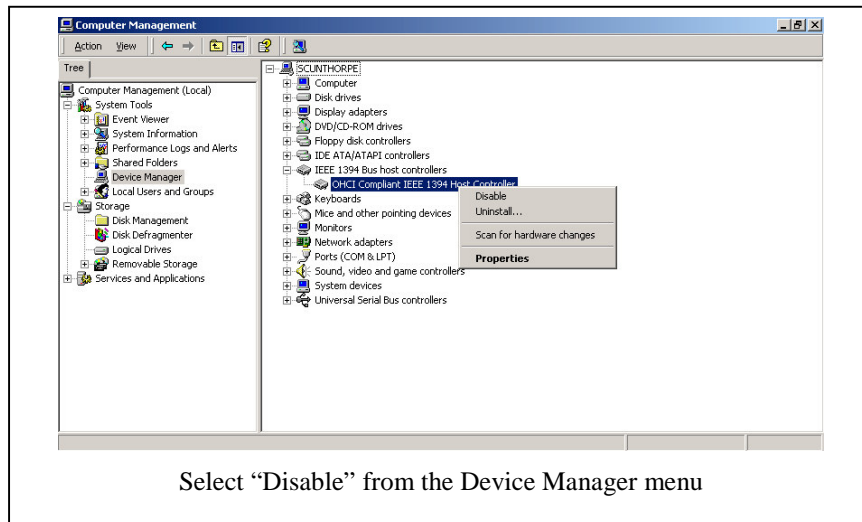 Computer Management
Action View
Tree
Computer Management (Local)
System Tools
Event Viewer
System Information
Performance Logs and Alerts
Shared Folders
Device Manager
Local Users and Groups
Storage
Disk Management
Disk Defragmenter
Logical Drives
Removable Storage
Services and Applications
SCUNTHORPE
Computer
Disk drives
Display adapters
DVD/CD-ROM drives
Floppy disk controllers
IDE ATA/ATAPI controllers
IEEE 1394 Bus host controllers
OHCI Compliant IEEE 1394 Host Controller
Keyboards
Mice and other pointing devices
Monitors
Network adapters
Ports (COM & LPT)
Sound, video and game controllers
System devices
Universal Serial Bus controllers
Disable
Uninstall...
Scan for hardware changes
Properties
Select “Disable” from the Device Manager menu